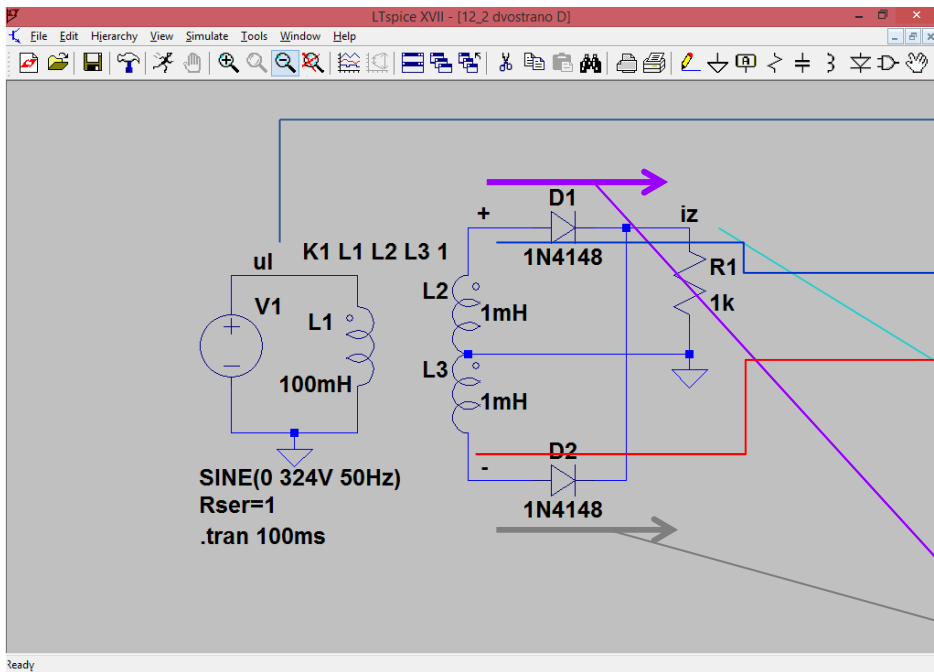 LTspice XVII - [12_2 dvostrano D]
File Edit Hierarchy View Simulate Tools Window Help
D1
+
iz
1N4148
K1 L1 L2 L3 1
ul
R1
V1
L2
1k
1mH
L1
L3
100mH
1mH
D2
-
SINE(0 324V 50Hz)
1N4148
Rser=1
.tran 100ms
Ready